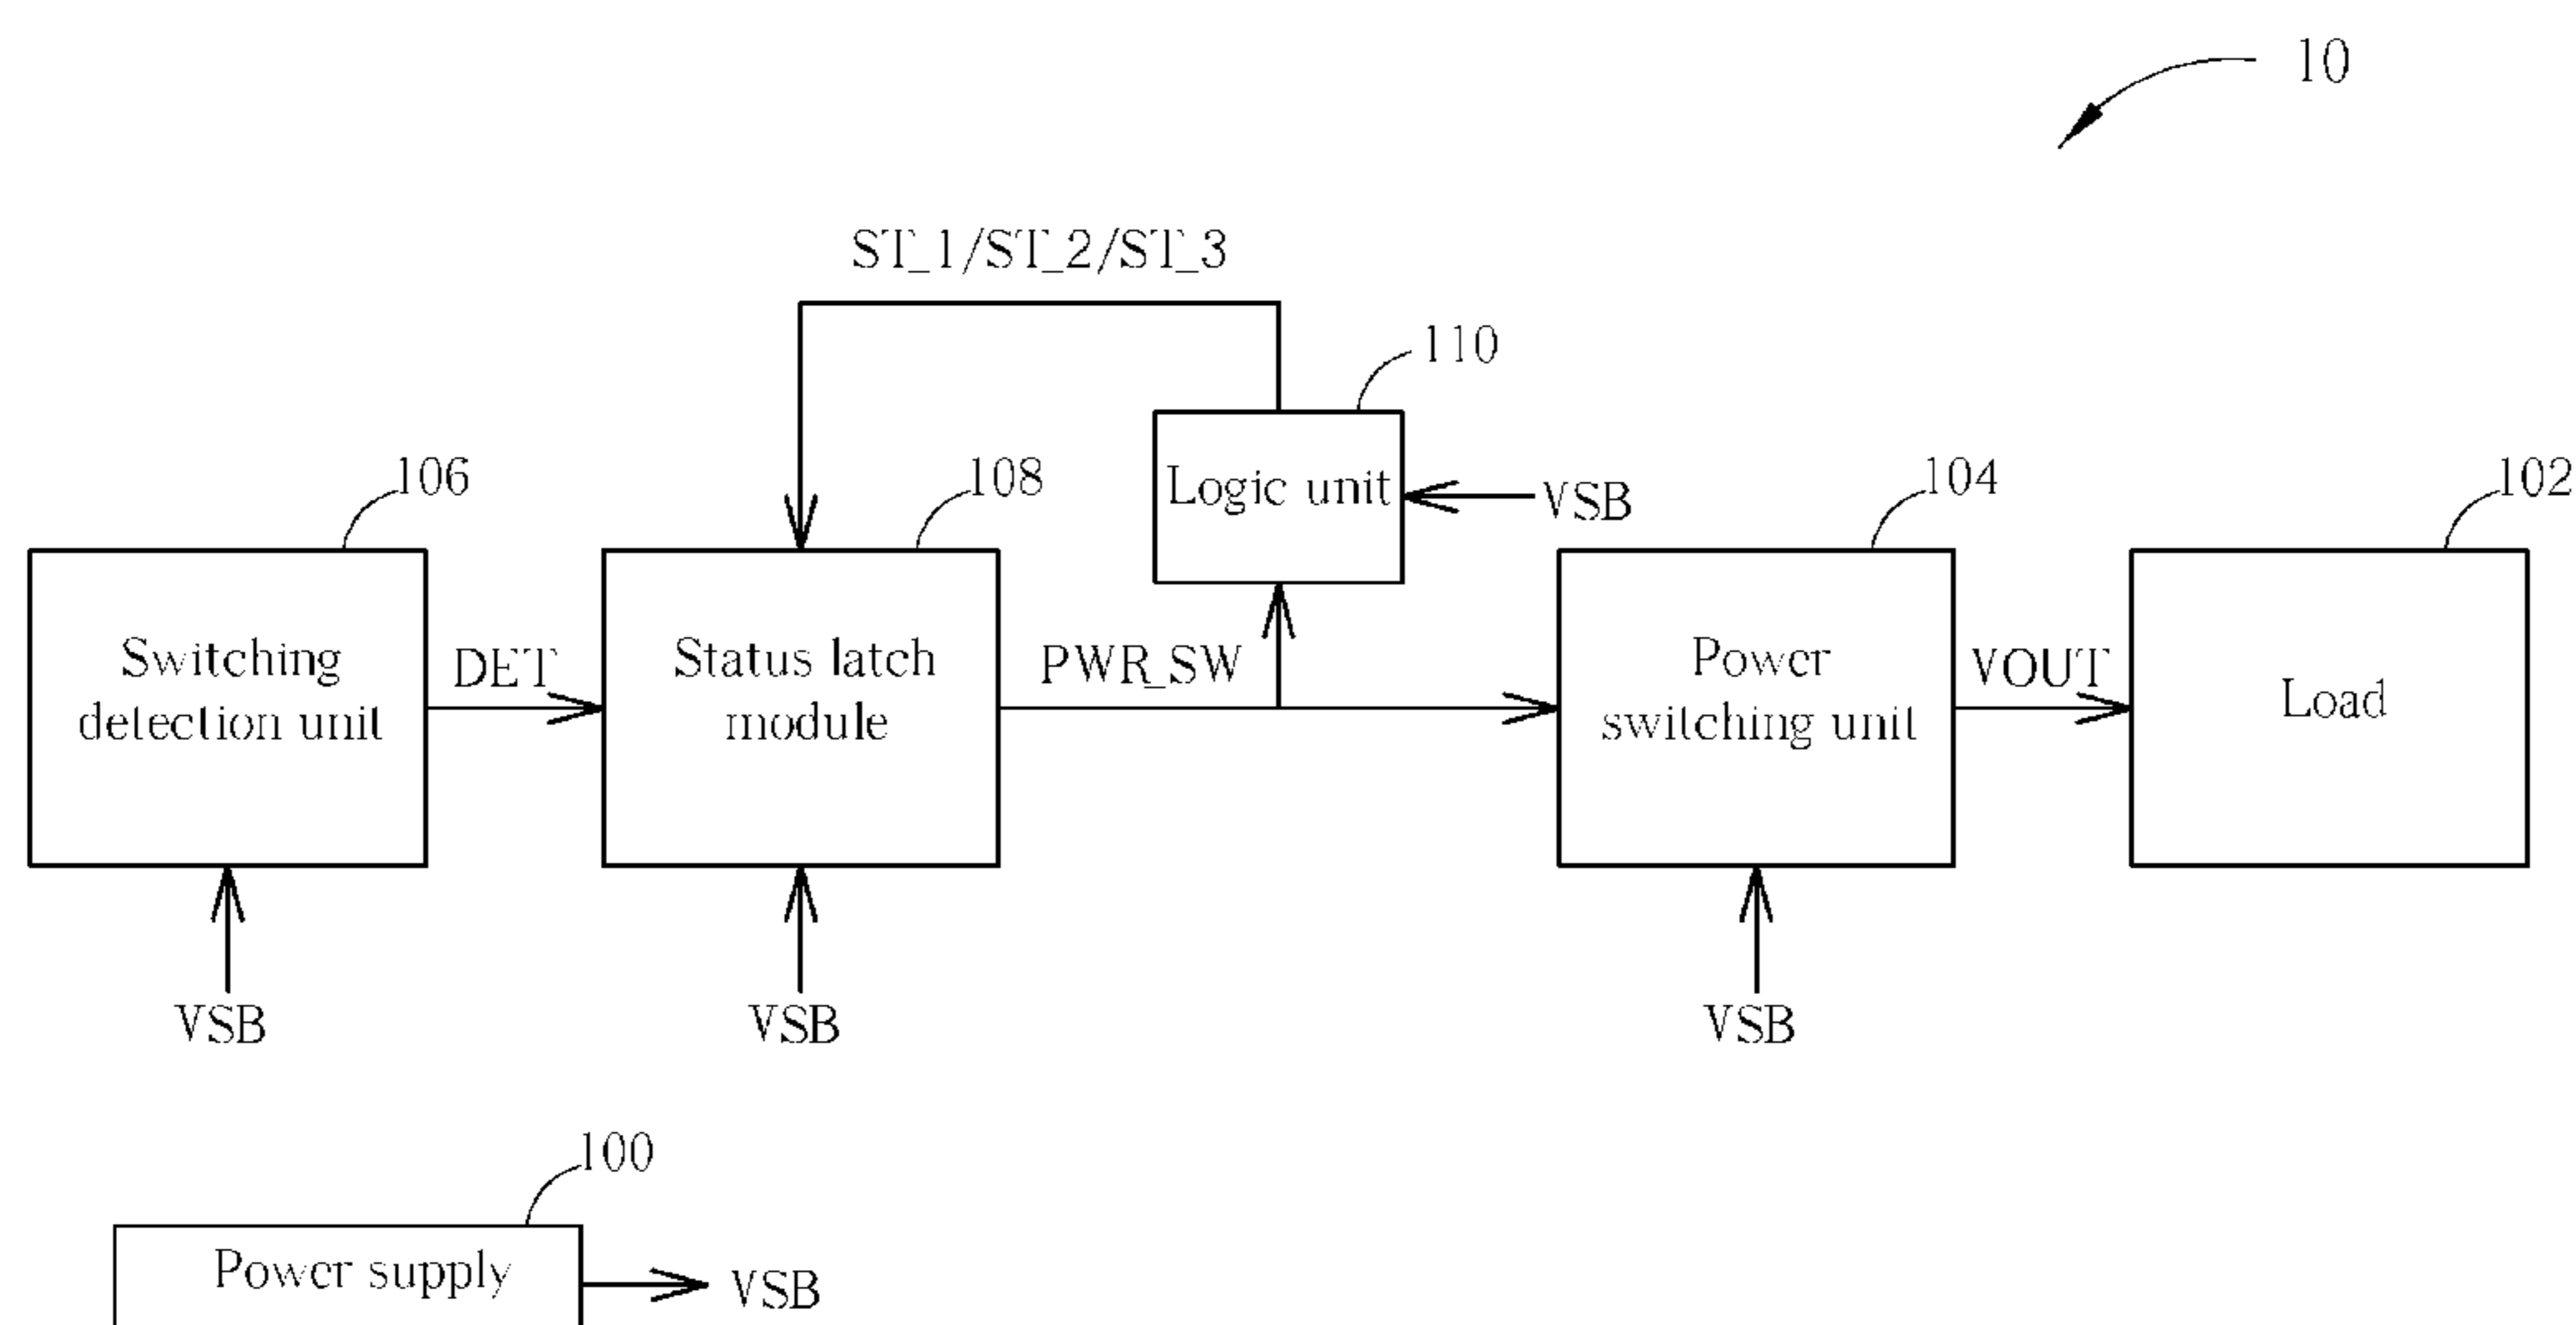 10
ST_1/ST_2/ST_3
110
Logic unit
VSB
106
108
104
102
Switching
detection unit
DET
Status latch
module
PWR_SW
Power
switching unit
VOUT
Load
VSB
VSB
VSB
100
Power supply
VSB